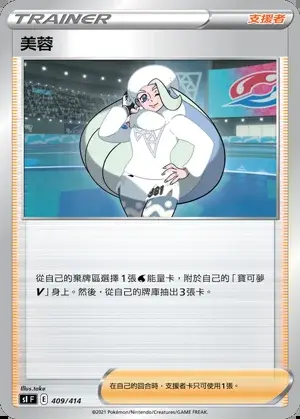 TRAINER 支援者
美蓉
961
從自己的棄牌區選擇1張能量卡，附於自己的「寶可夢
V」身上。然後，從自己的牌庫抽出3張卡。
Illus. take
sI F E 409/414
在自己的回合時，支援者卡只可使用1張。
©2021 Pokémon/Nintendo/Creatures/GAME FREAK.